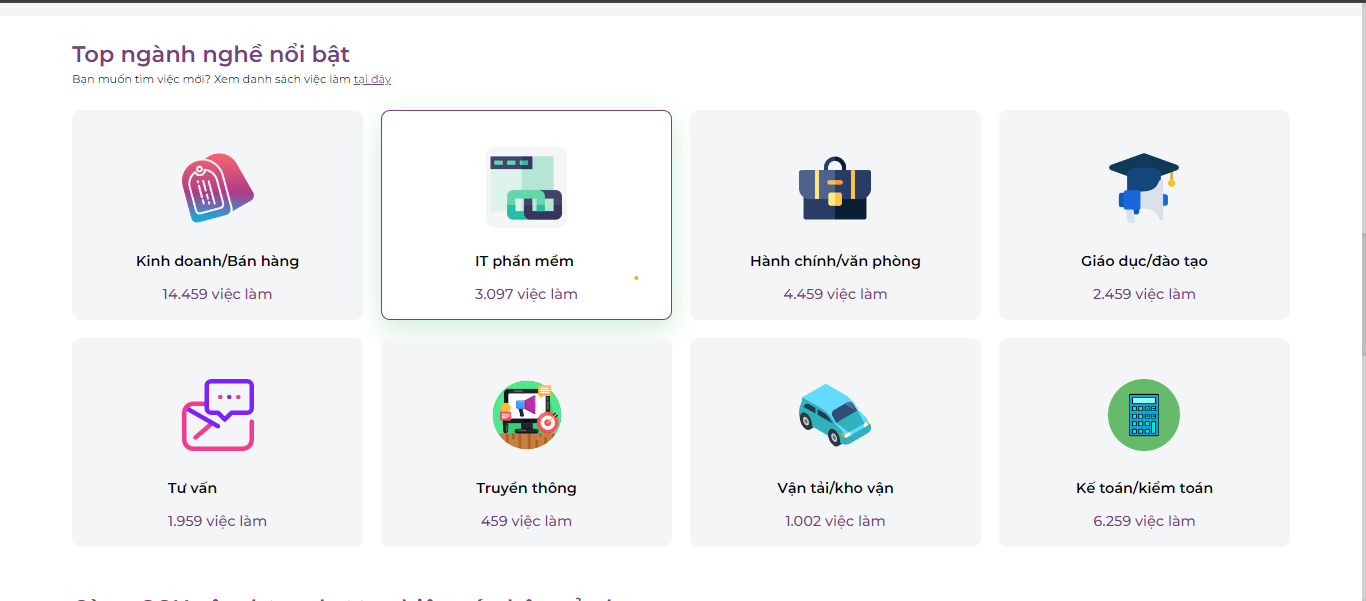 Top ngành nghề nổi bật
Bạn muốn tìm việc mới? Xem danh sách việc làm tại đây
Kinh doanh/Bán hàng
14.459 việc làm
IT phần mềm
3.097 việc làm
Hành chính/văn phòng
4.459 việc làm
Giáo dục/đào tạo
2.459 việc làm
Tư vấn
1.959 việc làm
Truyền thông
459 việc làm
Vận tải/kho vận
1.002 việc làm
Kế toán/kiểm toán
6.259 việc làm